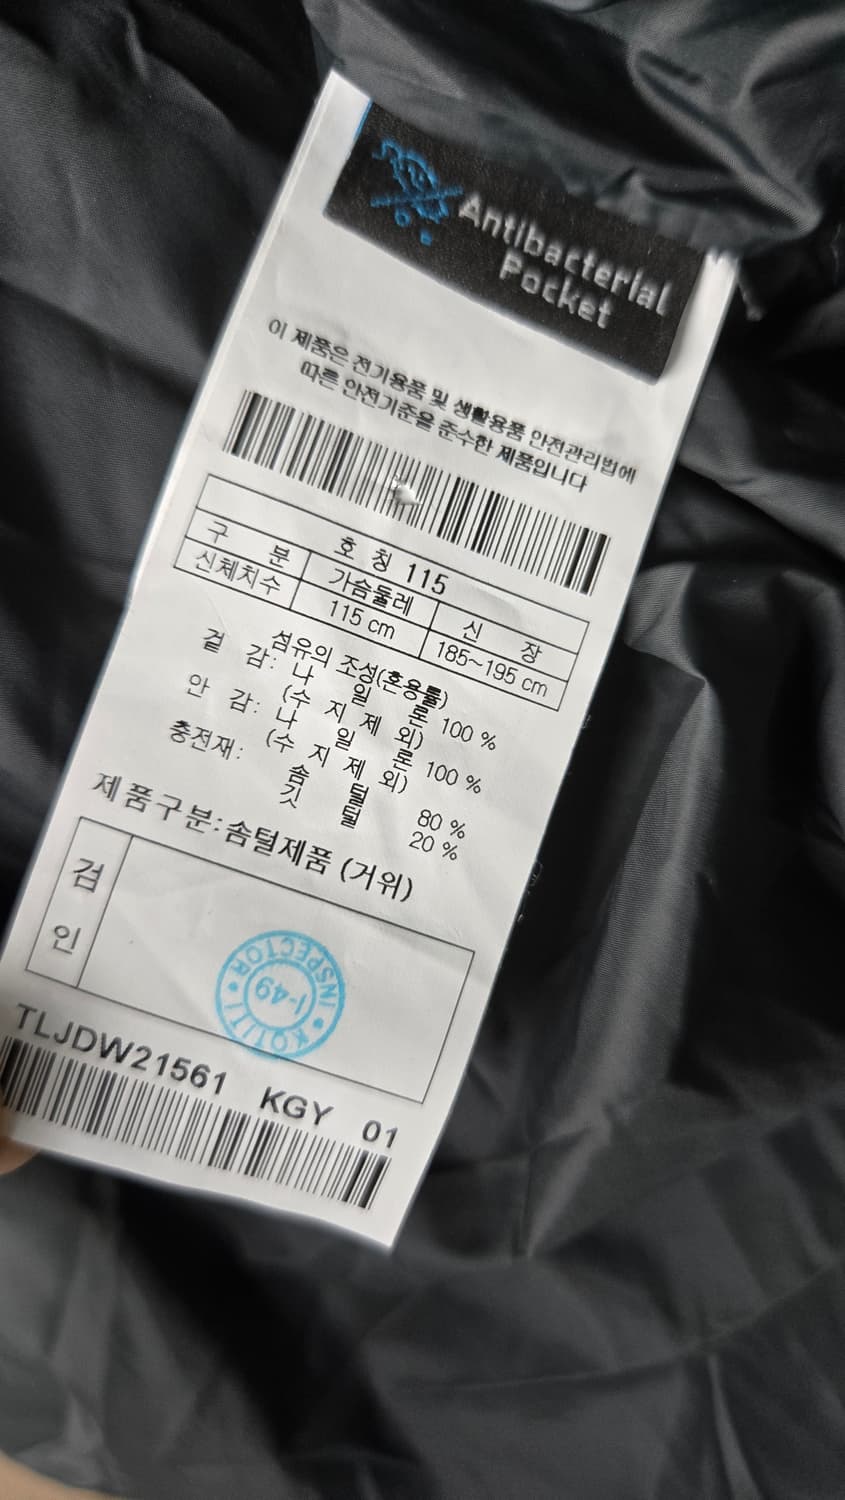 Antibacterial
Pocket
이 제품은 전기용품 및 생활용품 안전관리법에
따른 안전기준을 준수한 제품입니다
호 칭 115
구 분 가슴둘레 신 장
신체치수 115 cm 185~195 cm
섬유의 조성(혼용률)
겉 감: 나 일 론 100 %
(수 지 제 외)
안 감: 나 일 론 100 %
(수 지 제 외)
충전재: 솜 털 80 %
깃 털 20 %
제품구분:솜털제품 (거위)
검
인
KOTITI INSPECTOR
I-49
TLJDW21561 KGY 01